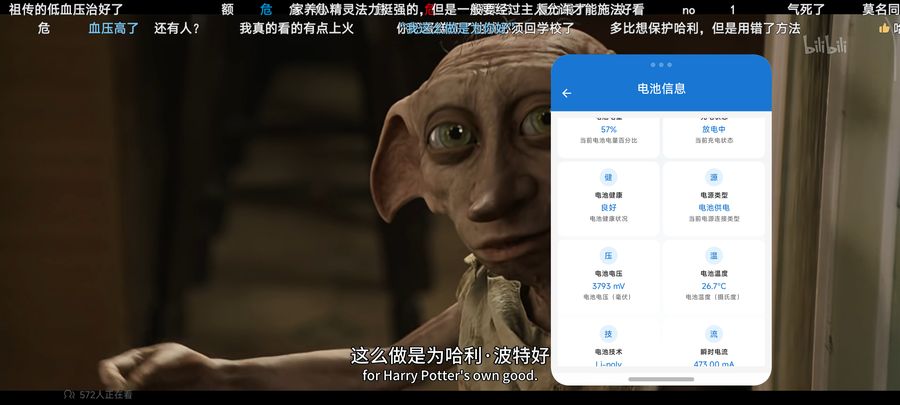 祖传的低血压治好了
额
危
家养小精灵法力挺强的，但是一般要经过主人允许才能施法
好看
no
1
气死了
莫名同
危
血压高了
还有人？
我真的看的有点上火
必须回学校了
多比想保护哈利，但是用错了方法
bilibili
电池信息
57%
当前电池电量百分比
放电中
当前充电状态
健
电池健康
良好
电池健康状况
源
电源类型
电池供电
当前电源连接类型
压
电池电压
3793 mV
电池电压（毫伏）
温
电池温度
26.7°C
电池温度（摄氏度）
技
电池技术
Li-poly
流
瞬时电流
473.00 mA
这么做是为哈利·波特好
for Harry Potter's own good.
572人正在看